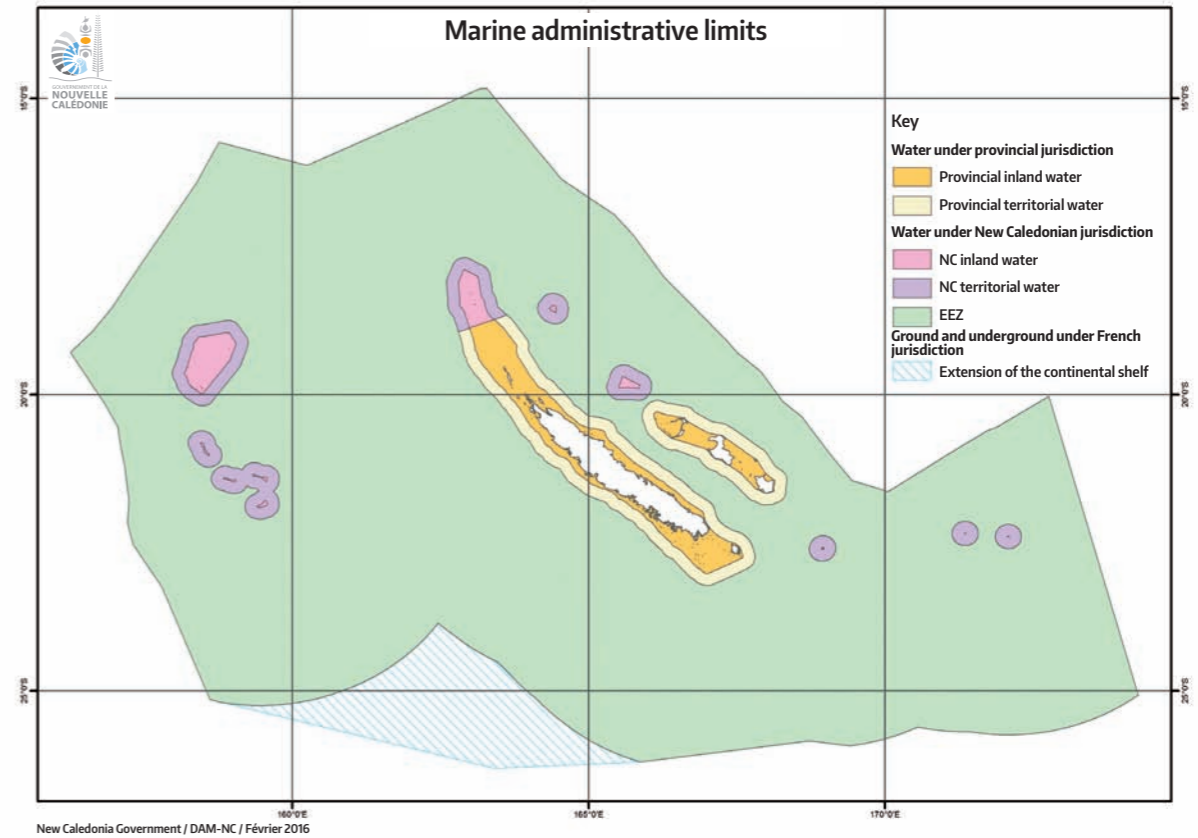 Marine administrative limits
GOUVERNEMENT DE LA
NOUVELLE
CALÉDONIE
15°0'S
15°0'S
Key
Water under provincial jurisdiction
Provincial inland water
Provincial territorial water
Water under New Caledonian jurisdiction
NC inland water
NC territorial water
EEZ
Ground and underground under French
jurisdiction
Extension of the continental shelf
20°0'S
20°0'S
25°0'S
25°0'S
160°0'E
165°0'E
170°0'E
New Caledonia Government / DAM-NC / Février 2016